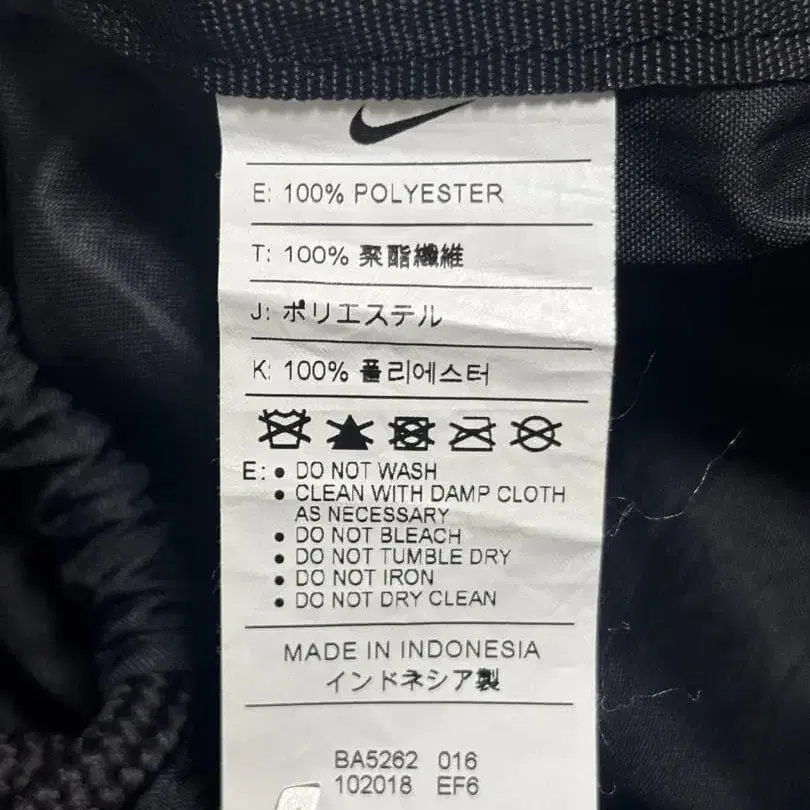 E: 100% POLYESTER
T: 100% 聚酯纖維
J: ポリエステル
K: 100% 폴리에스터
E: • DO NOT WASH
• CLEAN WITH DAMP CLOTH
AS NECESSARY
• DO NOT BLEACH
• DO NOT TUMBLE DRY
• DO NOT IRON
• DO NOT DRY CLEAN
MADE IN INDONESIA
インドネシア製
BA5262 016
102018 EF6